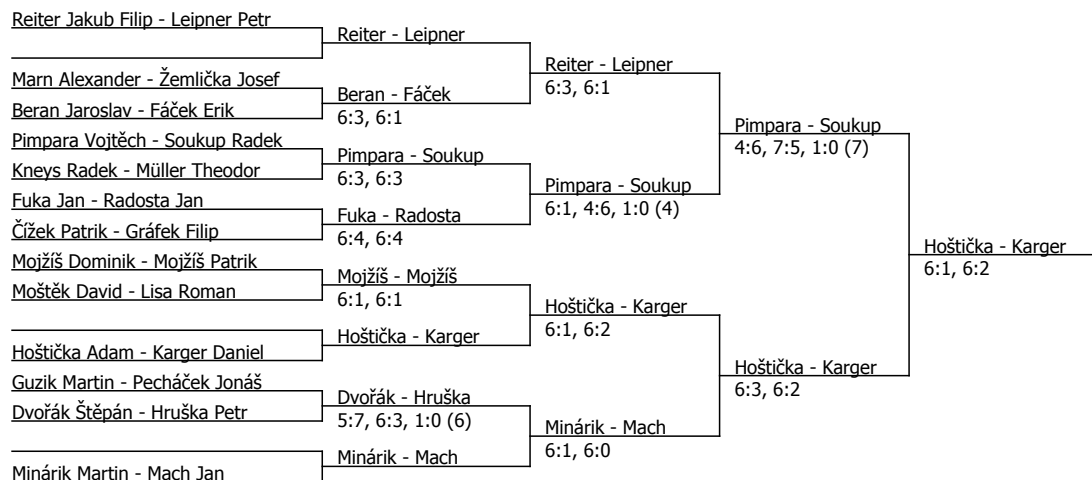 Reiter Jakub Filip - Leipner Petr
Marn Alexander - Žemlička Josef
Beran Jaroslav - Fáček Erik
Pimpara Vojtěch - Soukup Radek
Kneys Radek - Müller Theodor
Fuka Jan - Radosta Jan
Čížek Patrik - Gráfek Filip
Mojžíš Dominik - Mojžíš Patrik
Moštěk David - Lisa Roman
Hoštička Adam - Karger Daniel
Guzik Martin - Pecháček Jonáš
Dvořák Štěpán - Hruška Petr
Minárik Martin - Mach Jan
Reiter - Leipner
Beran - Fáček
6:3, 6:1
Pimpara - Soukup
6:3, 6:3
Fuka - Radosta
6:4, 6:4
Mojžíš - Mojžíš
6:1, 6:1
Hoštička - Karger
Dvořák - Hruška
5:7, 6:3, 1:0 (6)
Minárik - Mach
Reiter - Leipner
6:3, 6:1
Pimpara - Soukup
6:1, 4:6, 1:0 (4)
Hoštička - Karger
6:1, 6:2
Minárik - Mach
6:1, 6:0
Pimpara - Soukup
4:6, 7:5, 1:0 (7)
Hoštička - Karger
6:3, 6:2
Hoštička - Karger
6:1, 6:2